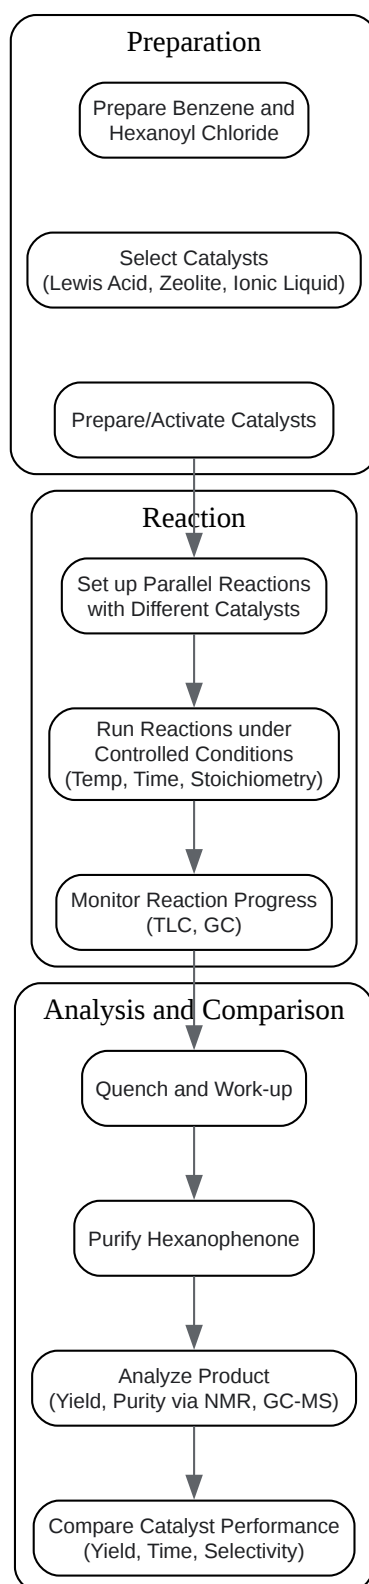 Preparation
Prepare Benzene and
Hexanoyl Chloride
Select Catalysts
(Lewis Acid, Zeolite, Ionic Liquid)
Prepare/Activate Catalysts
Reaction
Set up Parallel Reactions
with Different Catalysts
Run Reactions under
Controlled Conditions
(Temp, Time, Stoichiometry)
Monitor Reaction Progress
(TLC, GC)
Analysis and Comparison
Quench and Work-up
Purify Hexanophenone
Analyze Product
(Yield, Purity via NMR, GC-MS)
Compare Catalyst Performance
(Yield, Time, Selectivity)